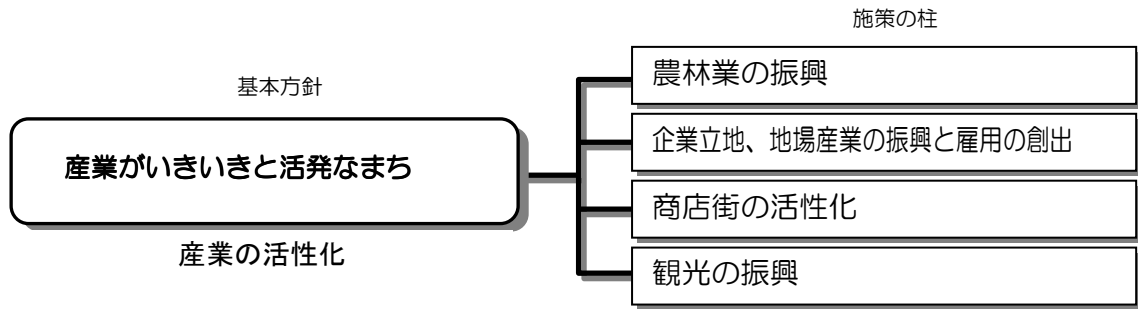 基本方針
産業がいきいきと活発なまち
産業の活性化
施策の柱
農林業の振興
企業立地、地場産業の振興と雇用の創出
商店街の活性化
観光の振興